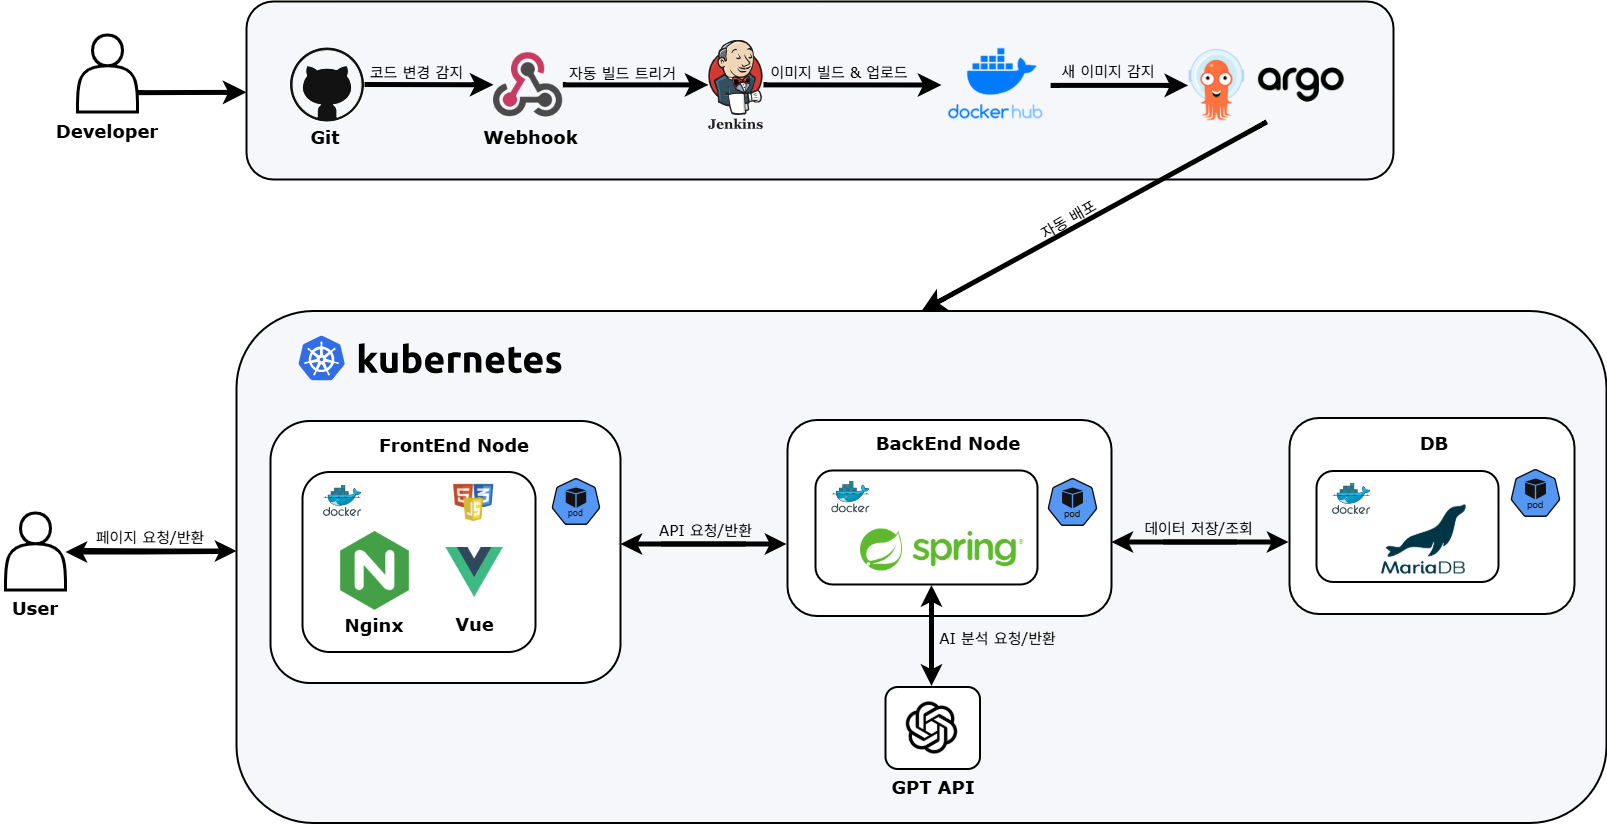 Developer
코드 변경 감지
자동 빌드 트리거
이미지 빌드 & 업로드
새 이미지 감지
Git
Webhook
Jenkins
dockerhub
argo
자동 배포
kubernetes
FrontEnd Node
docker
pod
Nginx
Vue
User
페이지 요청/반환
API 요청/반환
BackEnd Node
docker
pod
spring
AI 분석 요청/반환
GPT API
데이터 저장/조회
DB
docker
pod
MariaDB